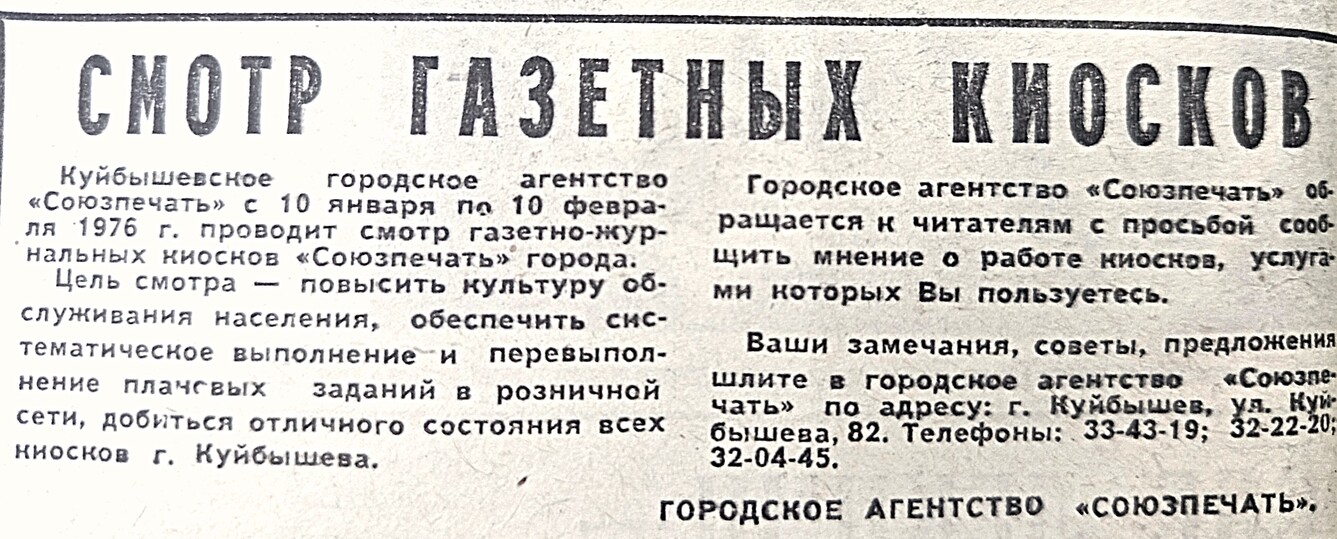 СМОТР ГАЗЕТНЫХ КИОСКОВ
Куйбышевское городское агентство
«Союзпечать» с 10 января по 10 февра-
ля 1976 г. проводит смотр газетно-жур-
нальных киосков «Союзпечать» города.
Цель смотра — повысить культуру об-
служивания населения, обеспечить сис-
тематическое выполнение и перевыпол-
нение плановых заданий в розничной
сети, добиться отличного состояния всех
киосков г. Куйбышева.
Городское агентство «Союзпечать» об-
ращается к читателям с просьбой сооб-
щить мнение о работе киосков, услуга-
ми которых Вы пользуетесь.
Ваши замечания, советы, предложения
шлите в городское агентство «Союзпе-
чать» по адресу: г. Куйбышев, ул. Куй-
бышева, 82. Телефоны: 33-43-19; 32-22-20;
32-04-45.
ГОРОДСКОЕ АГЕНТСТВО «СОЮЗПЕЧАТЬ».